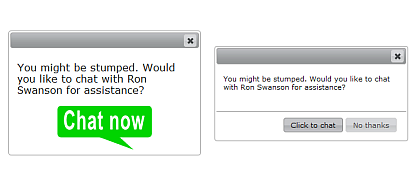 You might be stumped. Would
you like to chat with Ron
Swanson for assistance?
Chat now
You might be stumped. Would you like to chat
with Ron Swanson for assistance?
Click to chat
No thanks